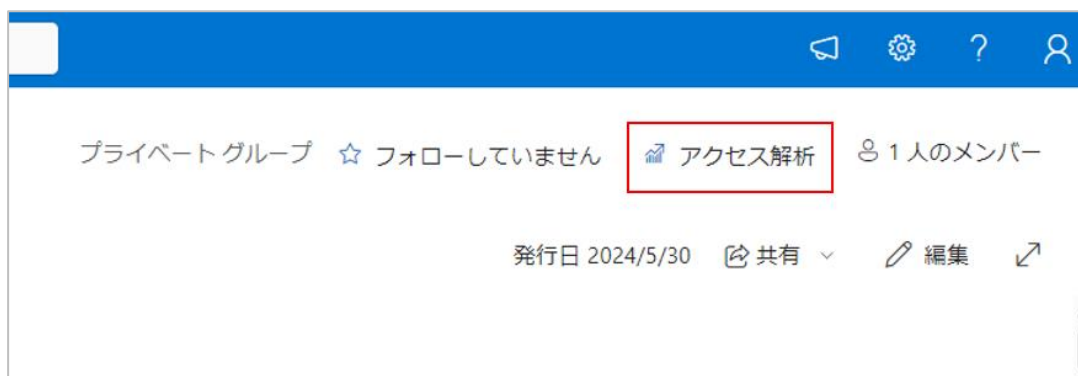 プライベート グループ ☆ フォローしていません アクセス解析 1 人のメンバー
発行日 2024/5/30 共有 編集